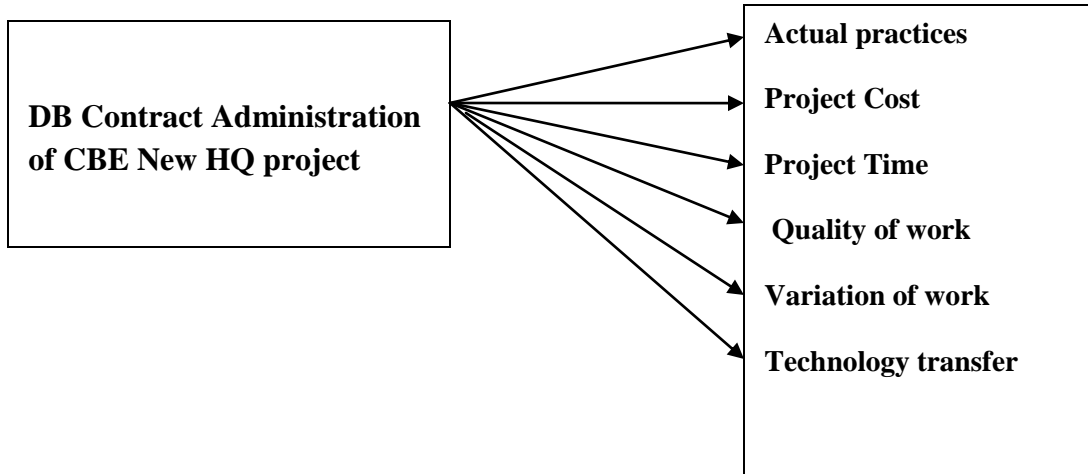 DB Contract Administration
of CBE New HQ project
Actual practices
Project Cost
Project Time
Quality of work
Variation of work
Technology transfer